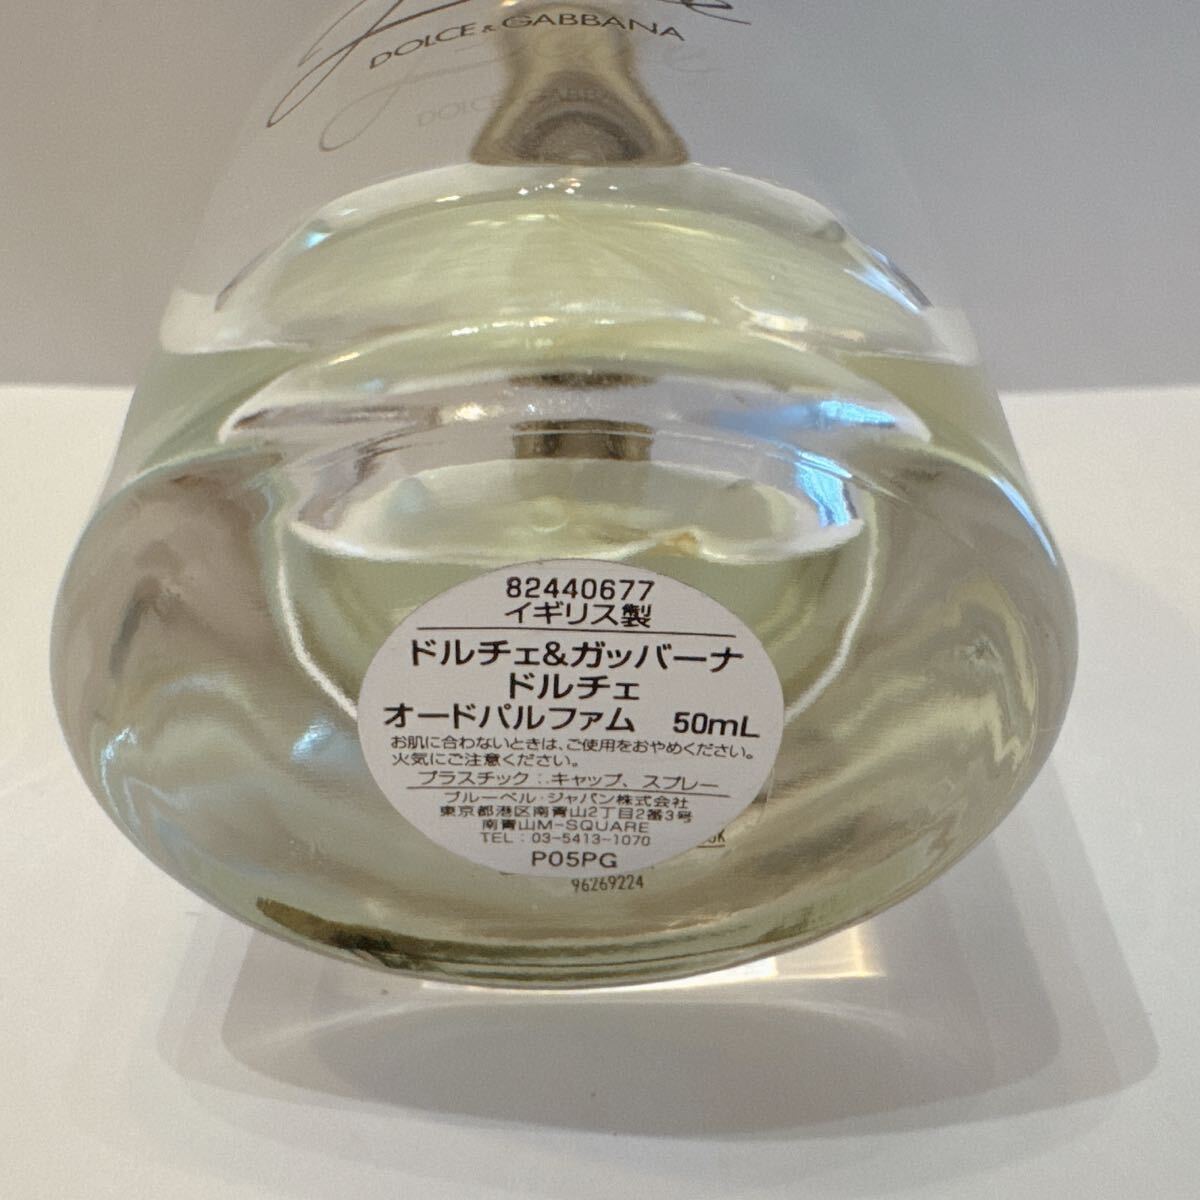 DOLCE & GABBANA
82440677
イギリス製
ドルチェ&ガッバーナ
ドルチェ
オードパルファム 50mL
お肌に合わないときは、ご使用をおやめください。
火気にご注意ください。
プラスチック:キャップ、スプレー
ブルーベル・ジャパン株式会社
東京都港区南青山2丁目2番3号
南青山M-SQUARE
TEL:03-5413-1070
P05PG
96269224